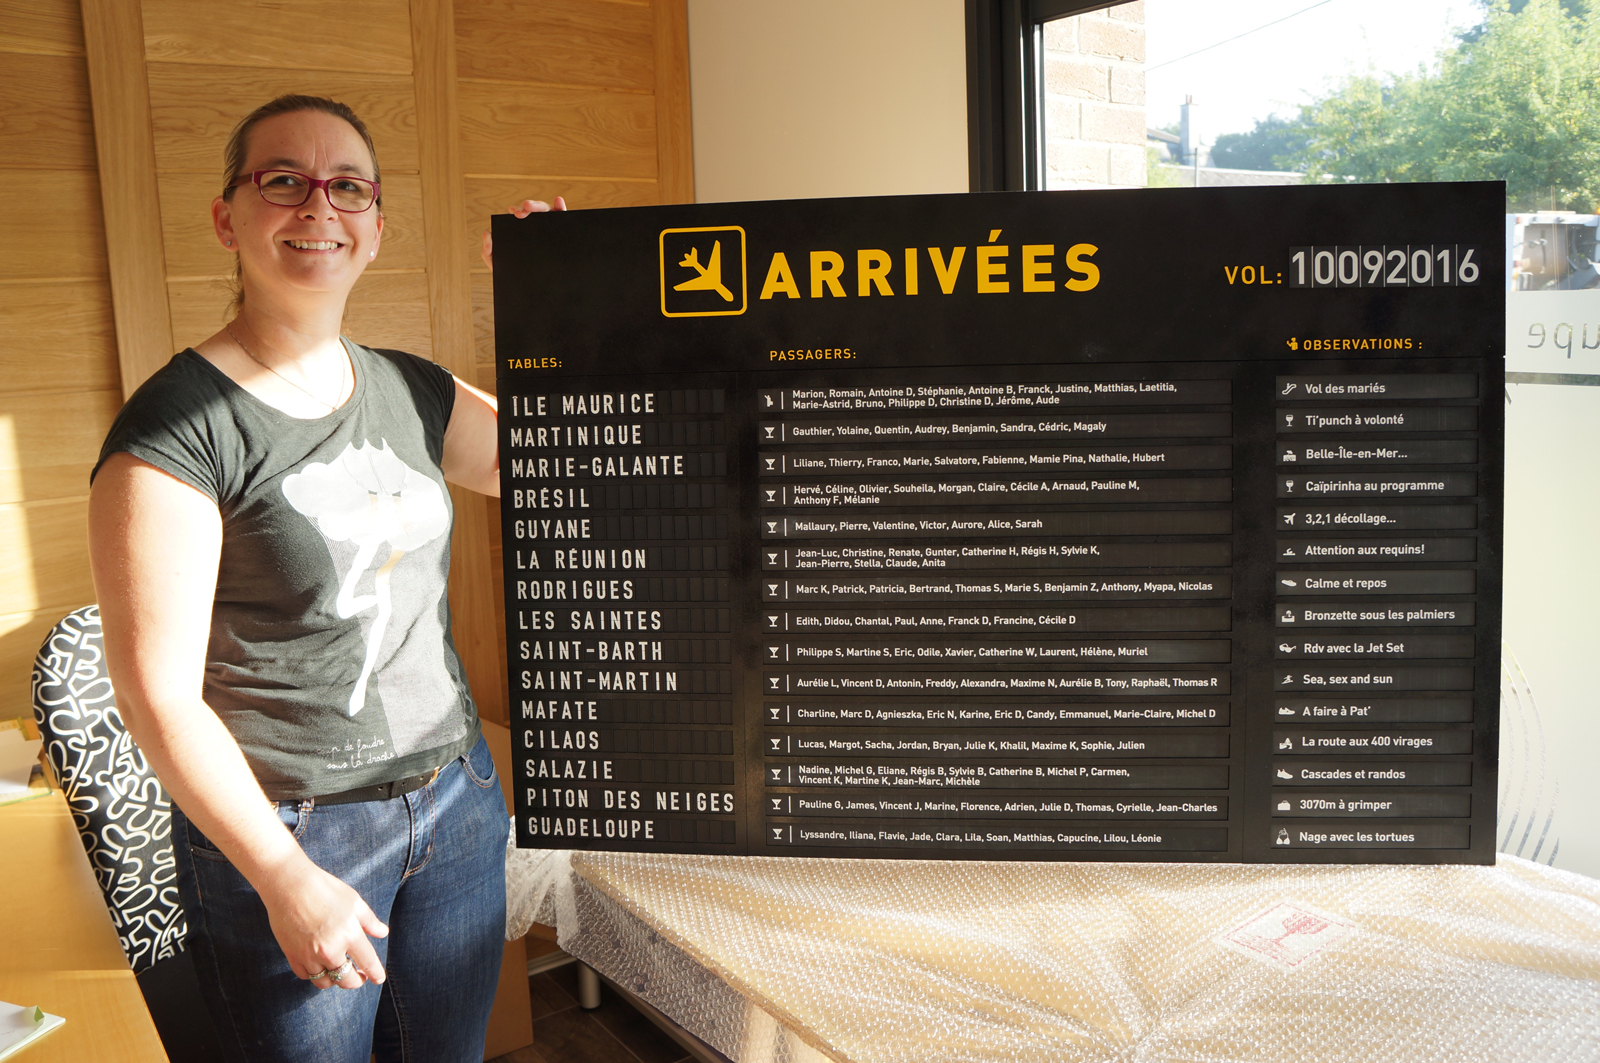 ARRIVÉES
VOL: 10092016
TABLES:
PASSAGERS:
OBSERVATIONS :
ÎLE MAURICE
Marion, Romain, Antoine D, Stéphanie, Antoine B, Franck, Justine, Matthias, Laetitia,
Marie-Astrid, Bruno, Philippe D, Christine D, Jérôme, Aude
Vol des mariés
MARTINIQUE
Gauthier, Yolaine, Quentin, Audrey, Benjamin, Sandra, Cédric, Magaly
Ti'punch à volonté
MARIE-GALANTE
Liliane, Thierry, Franco, Marie, Salvatore, Fabienne, Mamie Pina, Nathalie, Hubert
Belle-Île-en-Mer...
BRÉSIL
Hervé, Céline, Olivier, Souheila, Morgan, Claire, Cécile A, Arnaud, Pauline M,
Anthony F, Mélanie
Caïpirinha au programme
GUYANE
Mallaury, Pierre, Valentine, Victor, Aurore, Alice, Sarah
3,2,1 décollage...
LA RÉUNION
Jean-Luc, Christine, Renate, Gunter, Catherine H, Régis H, Sylvie K,
Jean-Pierre, Stella, Claude, Anita
Attention aux requins!
RODRIGUES
Marc K, Patrick, Patricia, Bertrand, Thomas S, Marie S, Benjamin Z, Anthony, Myapa, Nicolas
Calme et repos
LES SAINTES
Edith, Didou, Chantal, Paul, Anne, Franck D, Francine, Cécile D
Bronzette sous les palmiers
SAINT-BARTH
Philippe S, Martine S, Eric, Odile, Xavier, Catherine W, Laurent, Hélène, Muriel
Rdv avec la Jet Set
SAINT-MARTIN
Aurélie L, Vincent D, Antonin, Freddy, Alexandra, Maxime N, Aurélie B, Tony, Raphaël, Thomas R
Sea, sex and sun
MAFATE
Charline, Marc D, Agnieszka, Eric N, Karine, Eric D, Candy, Emmanuel, Marie-Claire, Michel D
A faire à Pat'
CILAOS
Lucas, Margot, Sacha, Jordan, Bryan, Julie K, Khalil, Maxime K, Sophie, Julien
La route aux 400 virages
SALAZIE
Nadine, Michel G, Eliane, Régis B, Sylvie B, Catherine B, Michel P, Carmen,
Vincent K, Martine K, Jean-Marc, Michèle
Cascades et randos
PITON DES NEIGES
Pauline G, James, Vincent J, Marine, Florence, Adrien, Julie D, Thomas, Cyrielle, Jean-Charles
3070m à grimper
GUADELOUPE
Lyssandre, Iliana, Flavie, Jade, Clara, Lila, Soan, Matthias, Capucine, Lilou, Léonie
Nage avec les tortues
de foudre
sous la drache